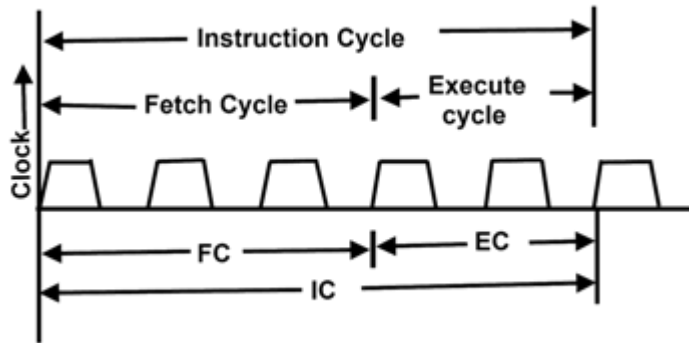 Instruction Cycle
Fetch Cycle
Execute
cycle
Clock
FC
EC
IC